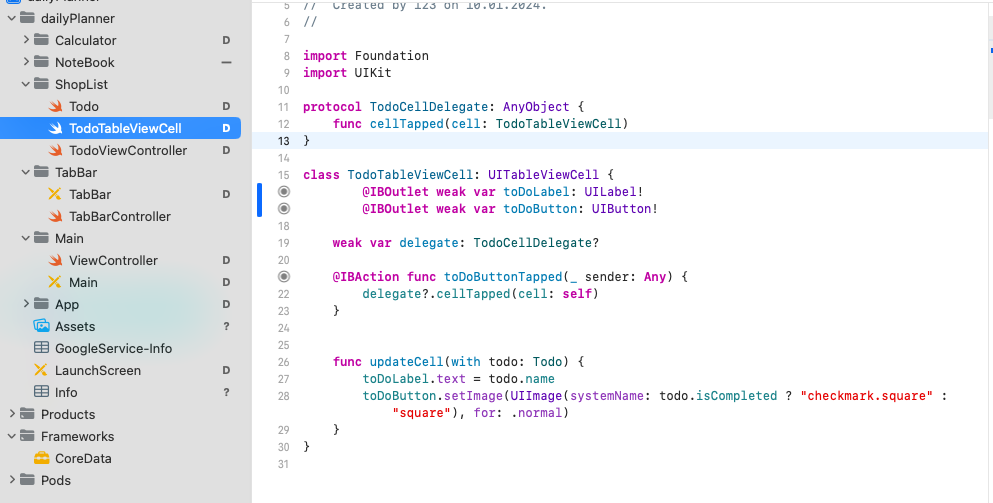 dailyPlanner
dailyPlanner
Calculator D
NoteBook —
ShopList
Todo D
TodoTableViewCell D
TodoViewController D
TabBar
TabBar D
TabBarController
Main
ViewController D
Main D
App D
Assets ?
GoogleService-Info
LaunchScreen D
Info ?
Products
Frameworks
CoreData
Pods
5 //  Created by 123 on 10.01.2024.
6 //
7
8 import Foundation
9 import UIKit
10
11 protocol TodoCellDelegate: AnyObject {
12     func cellTapped(cell: TodoTableViewCell)
13 }
14
15 class TodoTableViewCell: UITableViewCell {
        @IBOutlet weak var toDoLabel: UILabel!
        @IBOutlet weak var toDoButton: UIButton!
18
19     weak var delegate: TodoCellDelegate?
20
    @IBAction func toDoButtonTapped(_ sender: Any) {
22         delegate?.cellTapped(cell: self)
23     }
24
25
26     func updateCell(with todo: Todo) {
27         toDoLabel.text = todo.name
28         toDoButton.setImage(UIImage(systemName: todo.isCompleted ? "checkmark.square" :
            "square"), for: .normal)
29     }
30 }
31